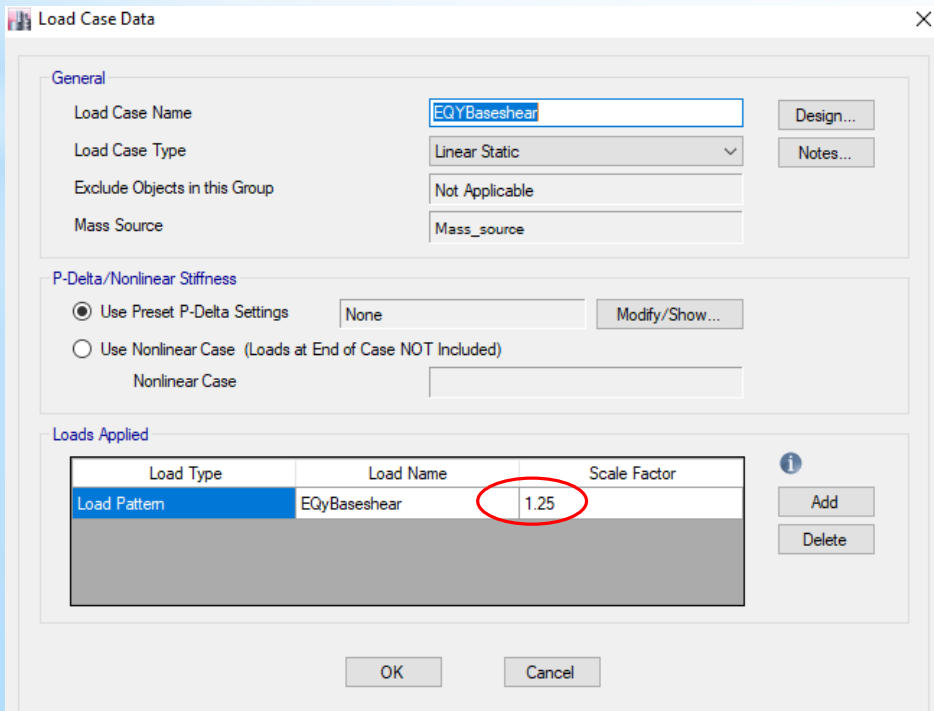 Load Case Data
General
Load Case Name EQYBaseshear Design...
Load Case Type Linear Static Notes...
Exclude Objects in this Group Not Applicable
Mass Source Mass_source
P-Delta/Nonlinear Stiffness
Use Preset P-Delta Settings None Modify/Show...
Use Nonlinear Case (Loads at End of Case NOT Included)
Nonlinear Case
Loads Applied
Load Type Load Name Scale Factor
Load Pattern EQyBaseshear 1.25 Add
Delete
OK Cancel